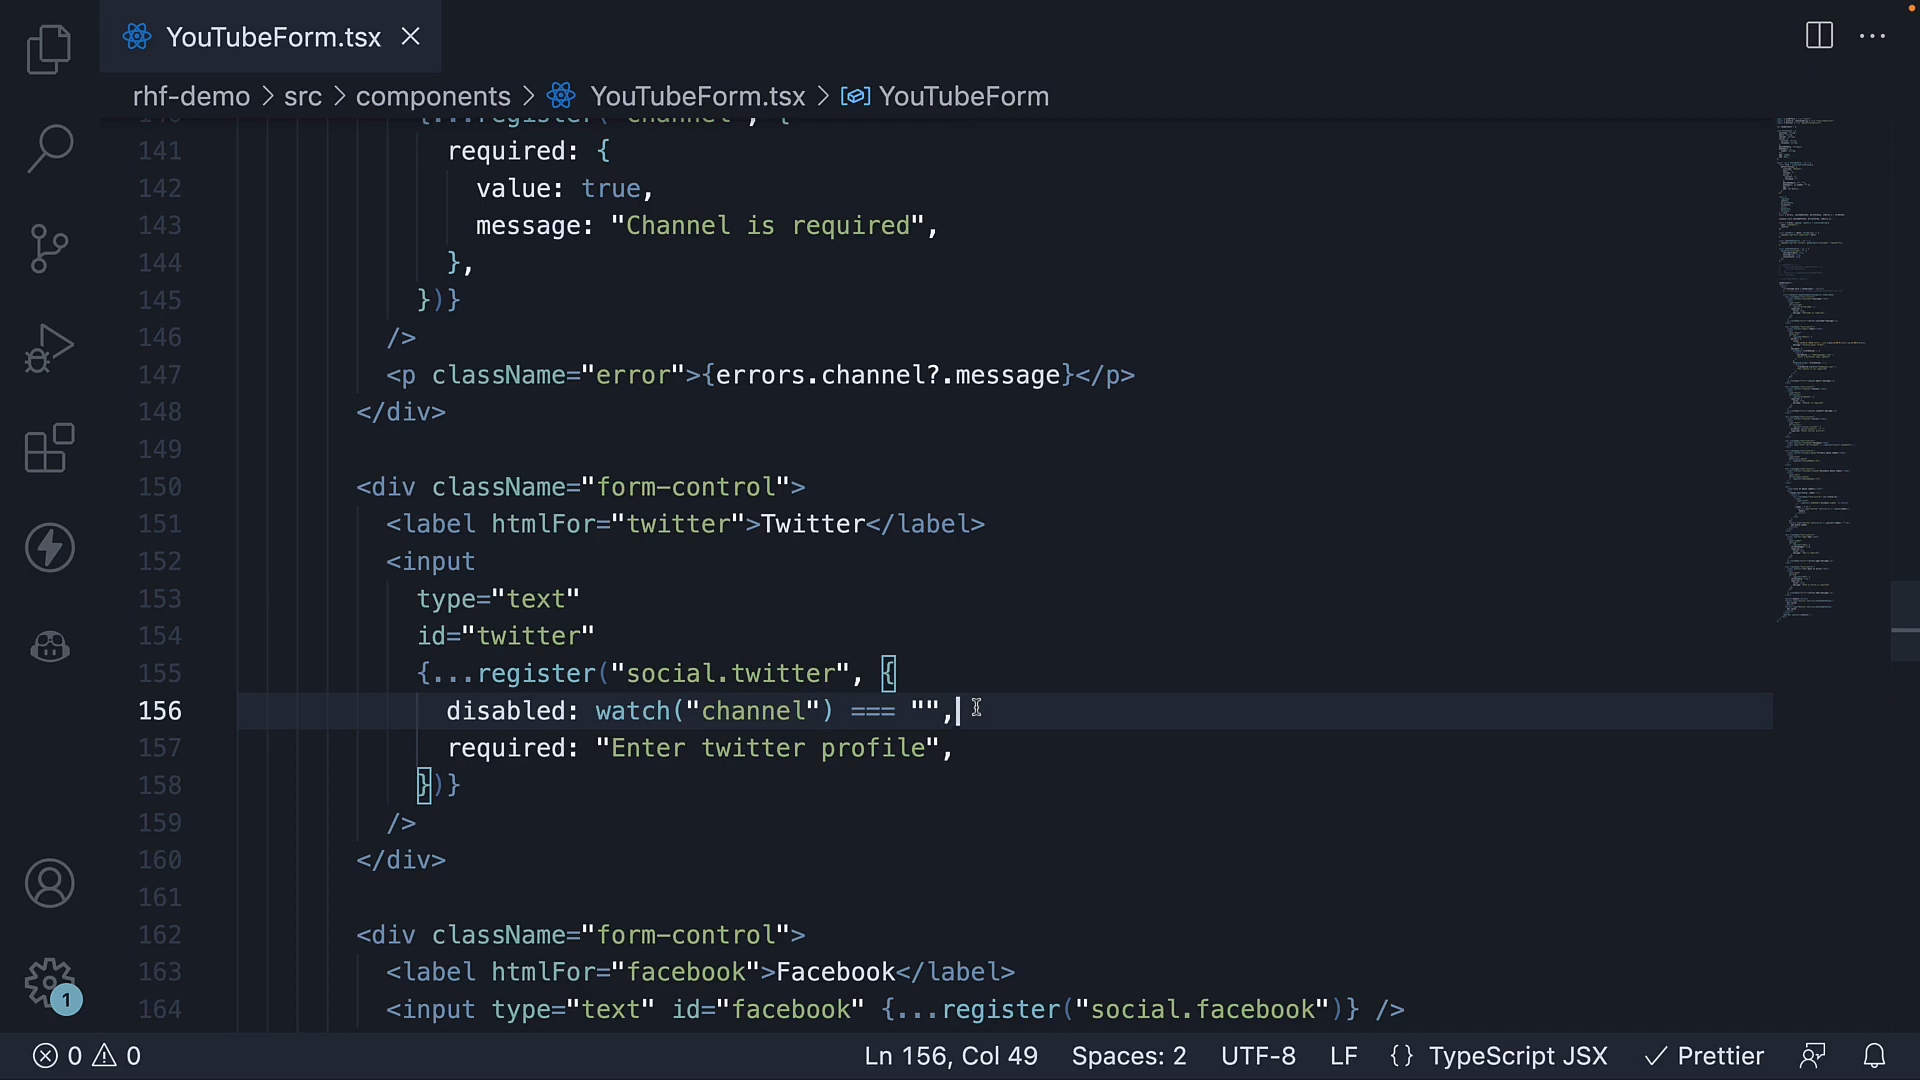 YouTubeForm.tsx
rhf-demo > src > components > YouTubeForm.tsx > YouTubeForm
141 required: {
142 value: true,
143 message: "Channel is required",
144 },
145 })}
146 />
147 <p className="error">{errors.channel?.message}</p>
148 </div>
149
150 <div className="form-control">
151 <label htmlFor="twitter">Twitter</label>
152 <input
153 type="text"
154 id="twitter"
155 {...register("social.twitter", {
156 disabled: watch("channel") === "",
157 required: "Enter twitter profile",
158 })}
159 />
160 </div>
161
162 <div className="form-control">
163 <label htmlFor="facebook">Facebook</label>
164 <input type="text" id="facebook" {...register("social.facebook")} />
1
0 0 Ln 156, Col 49 Spaces: 2 UTF-8 LF {} TypeScript JSX Prettier